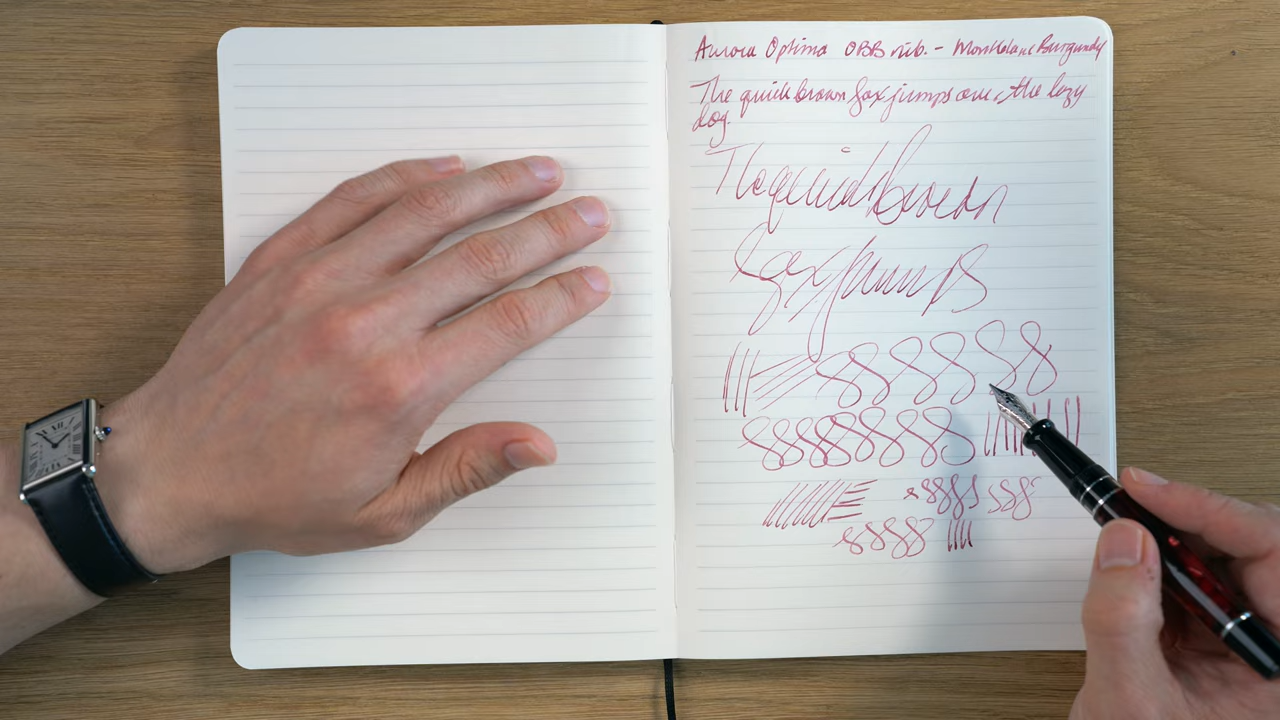 Aurora Optima OBB nib. - Montblanc Burgundy
The quick brown fox jumps over the lazy
dog.
The quick brown
fox jumps